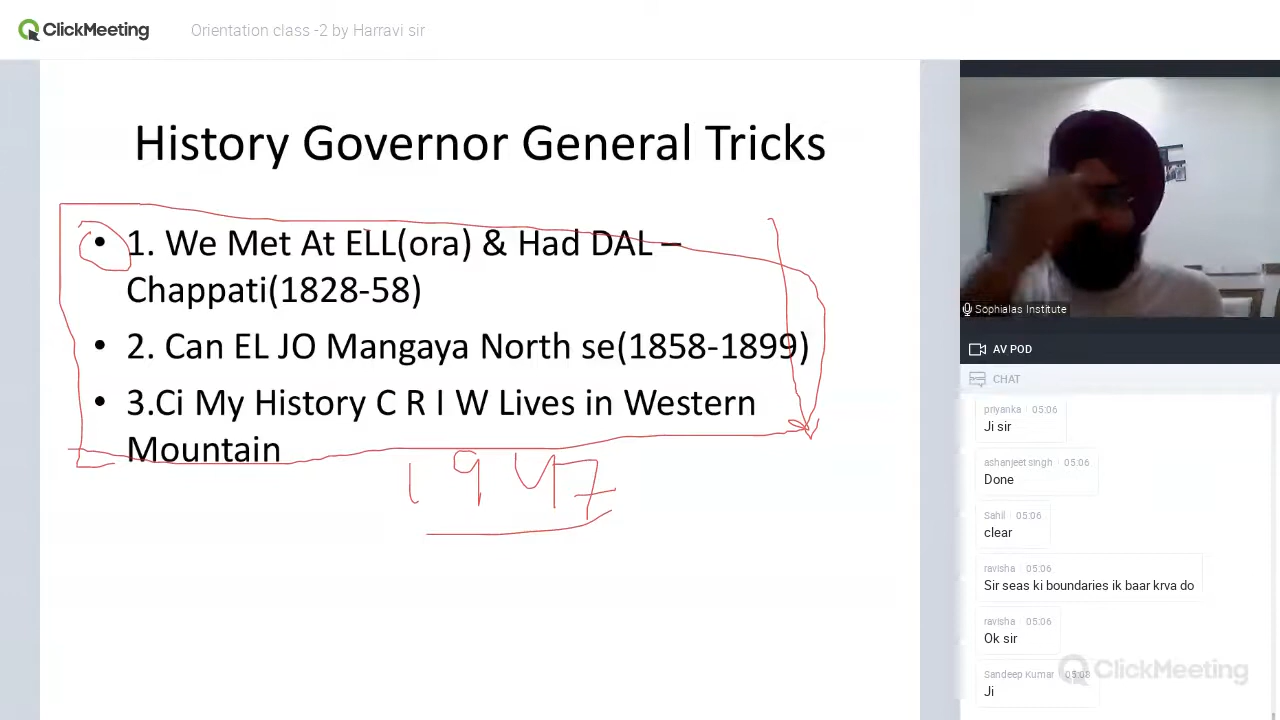 ClickMeeting
Orientation class -2 by Harravi sir
History Governor General Tricks
• 1. We Met At ELL(ora) & Had DAL –
Chappati(1828-58)
• 2. Can EL JO Mangaya North se(1858-1899)
• 3.Ci My History C R I W Lives in Western
Mountain
1947
Sophialas Institute
AV POD
CHAT
priyanka 05:06
Ji sir
ashanjeet singh 05:06
Done
Sahil 05:06
clear
ravisha 05:06
Sir seas ki boundaries ik baar krva do
ravisha 05:06
Ok sir
Sandeep Kumar 05:08
Ji
ClickMeeting